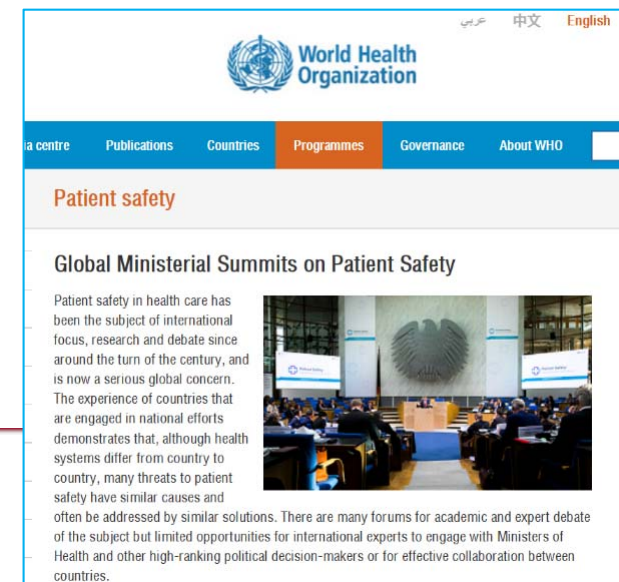 عربي 中文 English
World Health
Organization
ia centre Publications Countries Programmes Governance About WHO
Patient safety
Global Ministerial Summits on Patient Safety
Patient safety in health care has
been the subject of international
focus, research and debate since
around the turn of the century, and
is now a serious global concern.
The experience of countries that
are engaged in national efforts
demonstrates that, although health
systems differ from country to
country, many threats to patient
safety have similar causes and
often be addressed by similar solutions. There are many forums for academic and expert debate
of the subject but limited opportunities for international experts to engage with Ministers of
Health and other high-ranking political decision-makers or for effective collaboration between
countries.